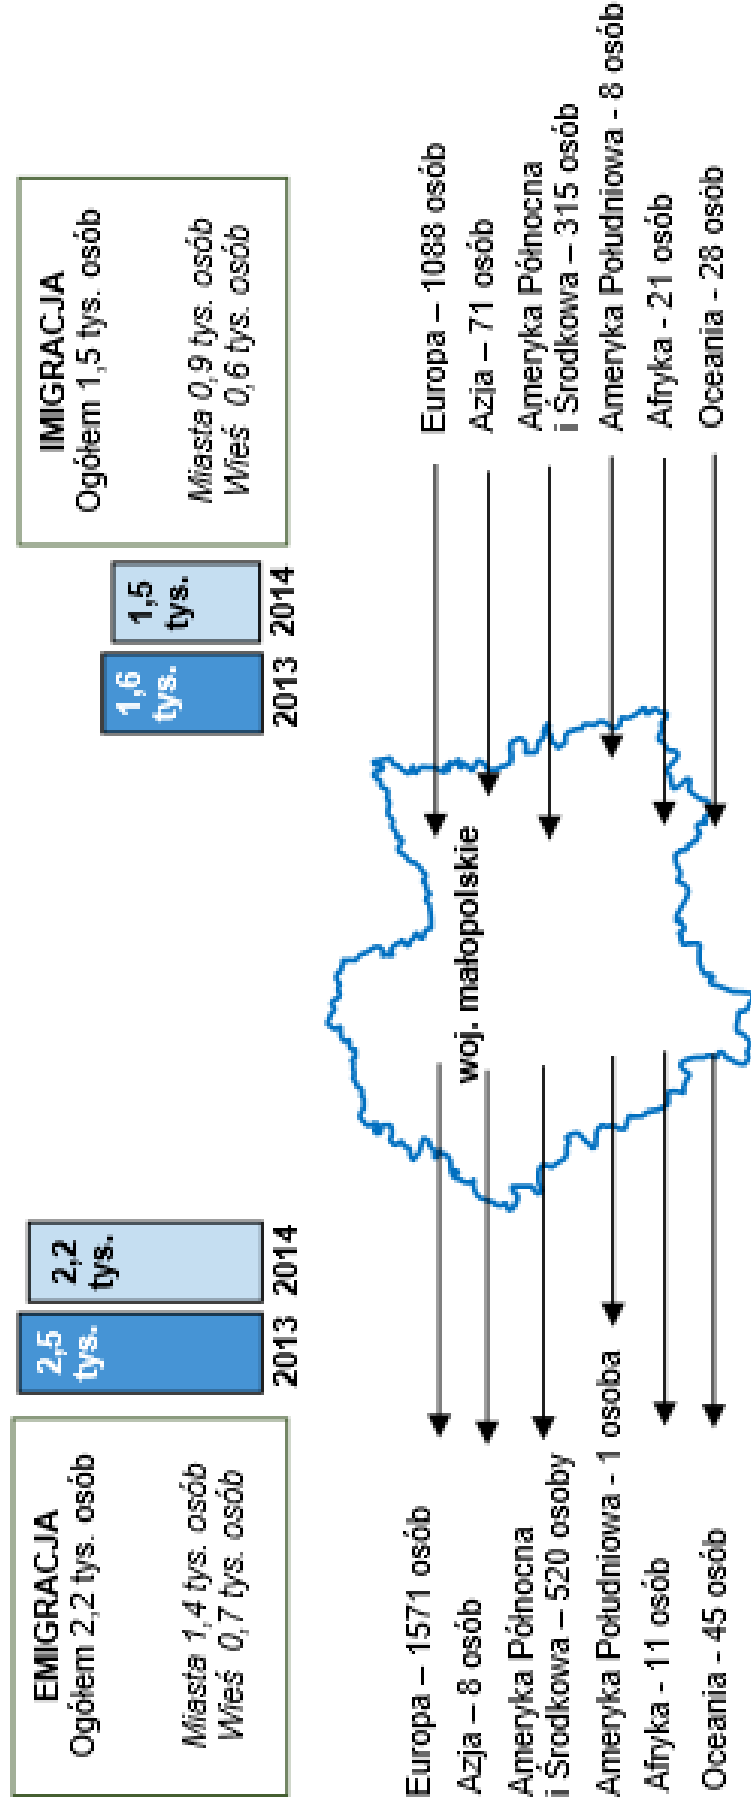 EMIGRACJA
Ogółem 2,2 tys. osób
Miasta 1,4 tys. osób
Wieś 0,7 tys. osób
2,5
tys.
2,2
tys.
2013
2014
1,6
tys.
1,5
tys.
2013
2014
IMIGRACJA
Ogółem 1,5 tys. osób
Miasta 0,9 tys. osób
Wieś 0,6 tys. osób
Europa – 1571 osób
Azja – 8 osób
Ameryka Północna
i Środkowa – 520 osoby
Ameryka Południowa - 1 osoba
Afryka - 11 osób
Oceania - 45 osób
woj. małopolskie
Europa – 1088 osób
Azja – 71 osób
Ameryka Północna
i Środkowa – 315 osób
Ameryka Południowa - 8 osób
Afryka - 21 osób
Oceania - 28 osób